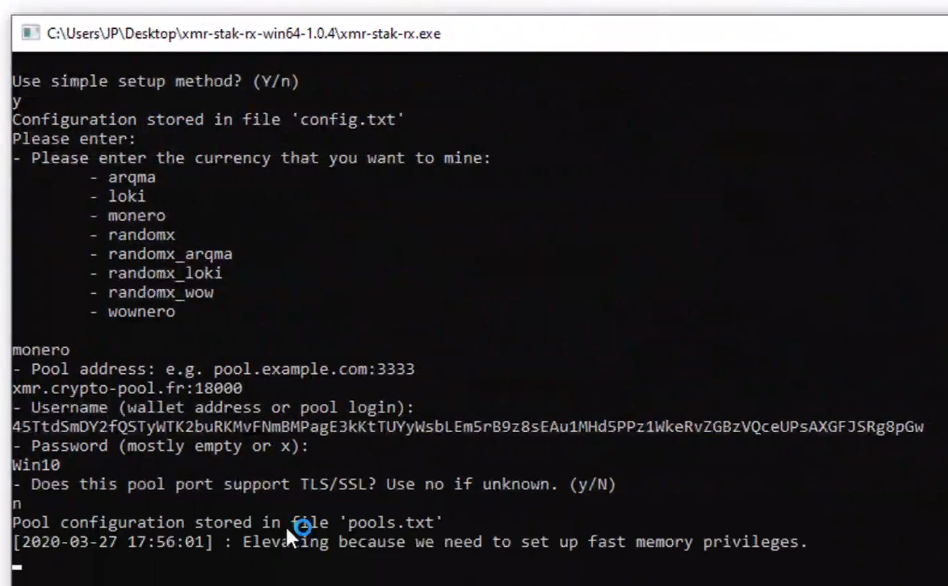 C:\Users\JP\Desktop\xmr-stak-rx-win64-1.0.4\xmr-stak-rx.exe
Use simple setup method? (Y/n)
y
Configuration stored in file 'config.txt'
Please enter:
- Please enter the currency that you want to mine:
- arqma
- loki
- monero
- randomx
- randomx_arqma
- randomx_loki
- randomx_wow
- wownero
monero
- Pool address: e.g. pool.example.com:3333
xmr.crypto-pool.fr:18000
- Username (wallet address or pool login):
45TtdSmDY2fQSTyWTK2buRKMvFNmBMPagE3kKtTUYyWsbLEm5rB9z8sEAu1MHd5PPz1WkeRvZGBzVQceUPsAXGFJSRg8pGw
- Password (mostly empty or x):
Win10
- Does this pool port support TLS/SSL? Use no if unknown. (y/N)
n
Pool configuration stored in file 'pools.txt'
[2020-03-27 17:56:01] : Elevating because we need to set up fast memory privileges.